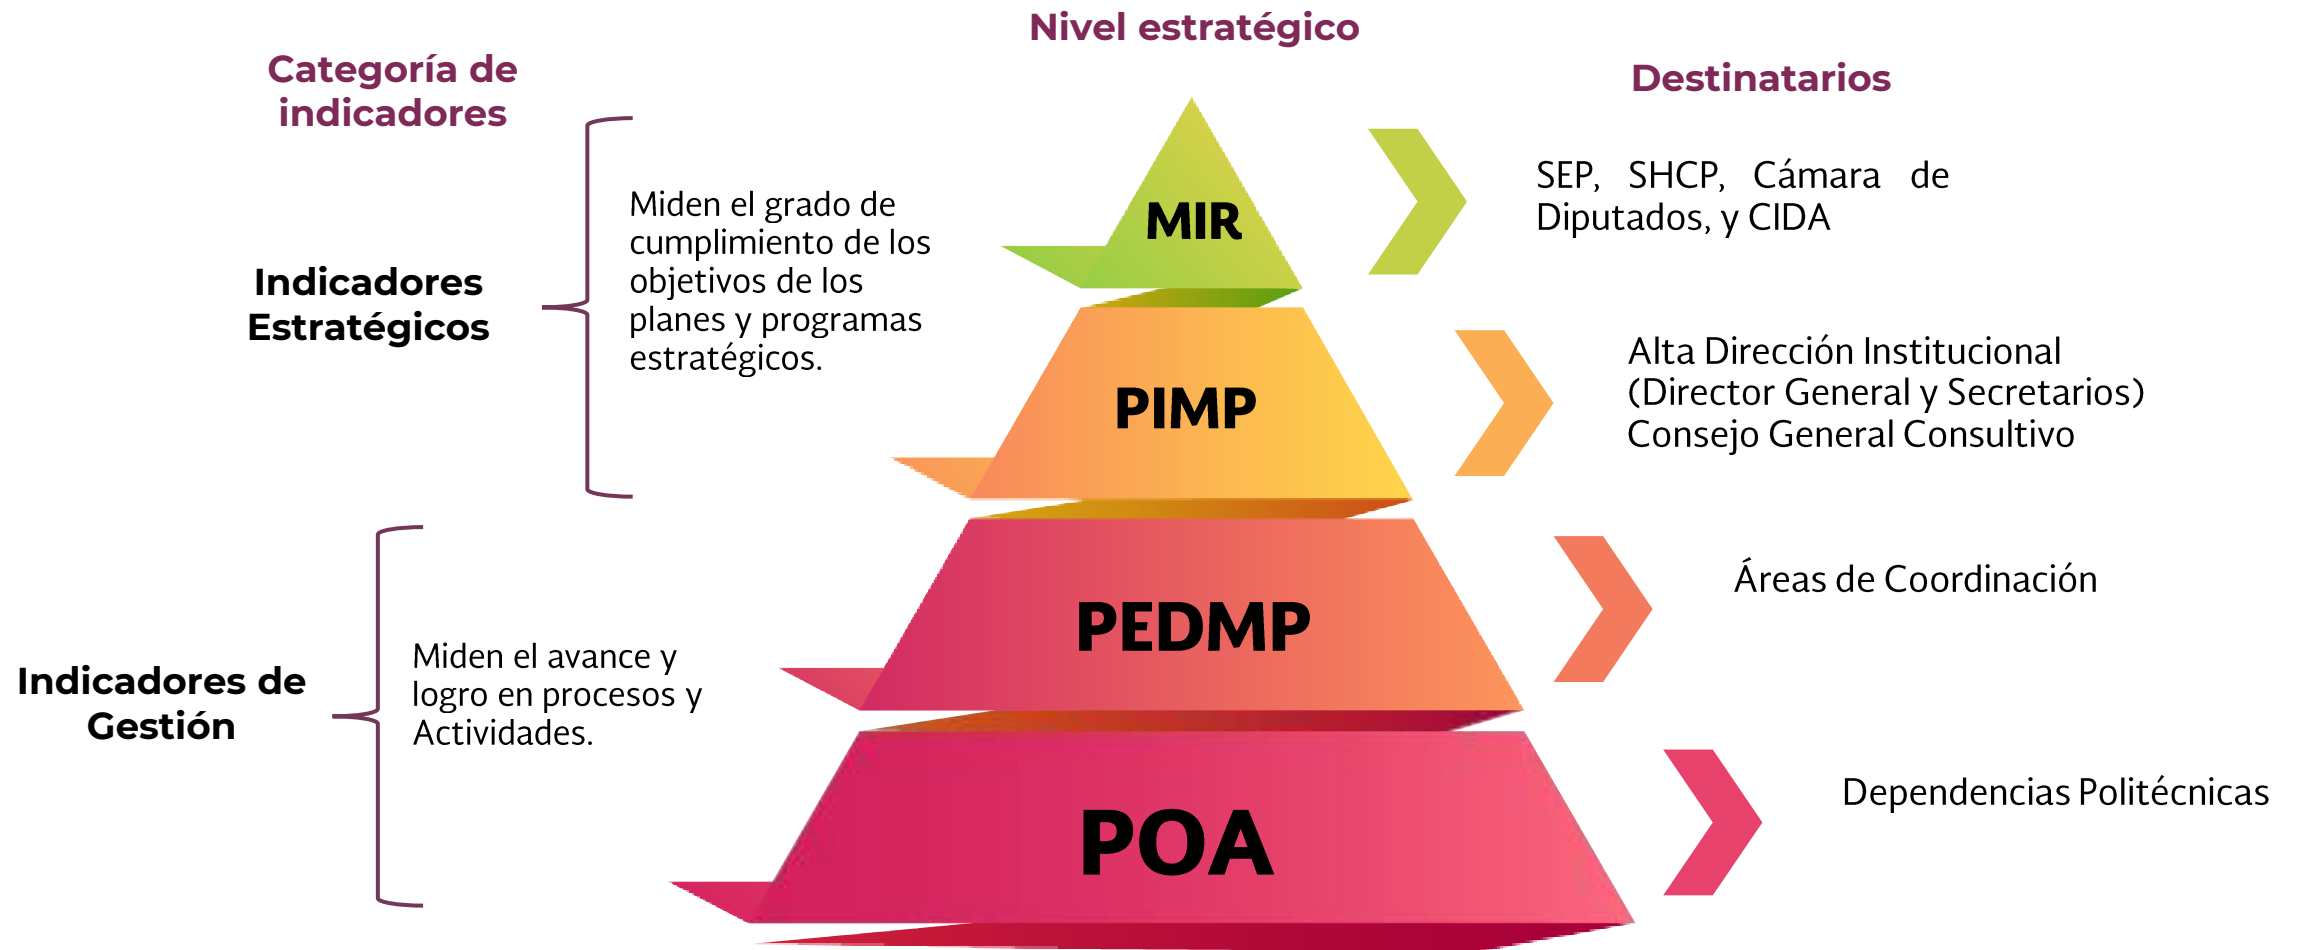 Nivel estratégico
Categoría de
indicadores
Destinatarios
Indicadores
Estratégicos
Miden el grado de
cumplimiento de los
objetivos de los
planes y programas
estratégicos.
MIR
SEP, SHCP, Cámara de
Diputados, y CIDA
PIMP
Alta Dirección Institucional
(Director General y Secretarios)
Consejo General Consultivo
Indicadores de
Gestión
Miden el avance y
logro en procesos y
Actividades.
PEDMP
Áreas de Coordinación
POA
Dependencias Politécnicas